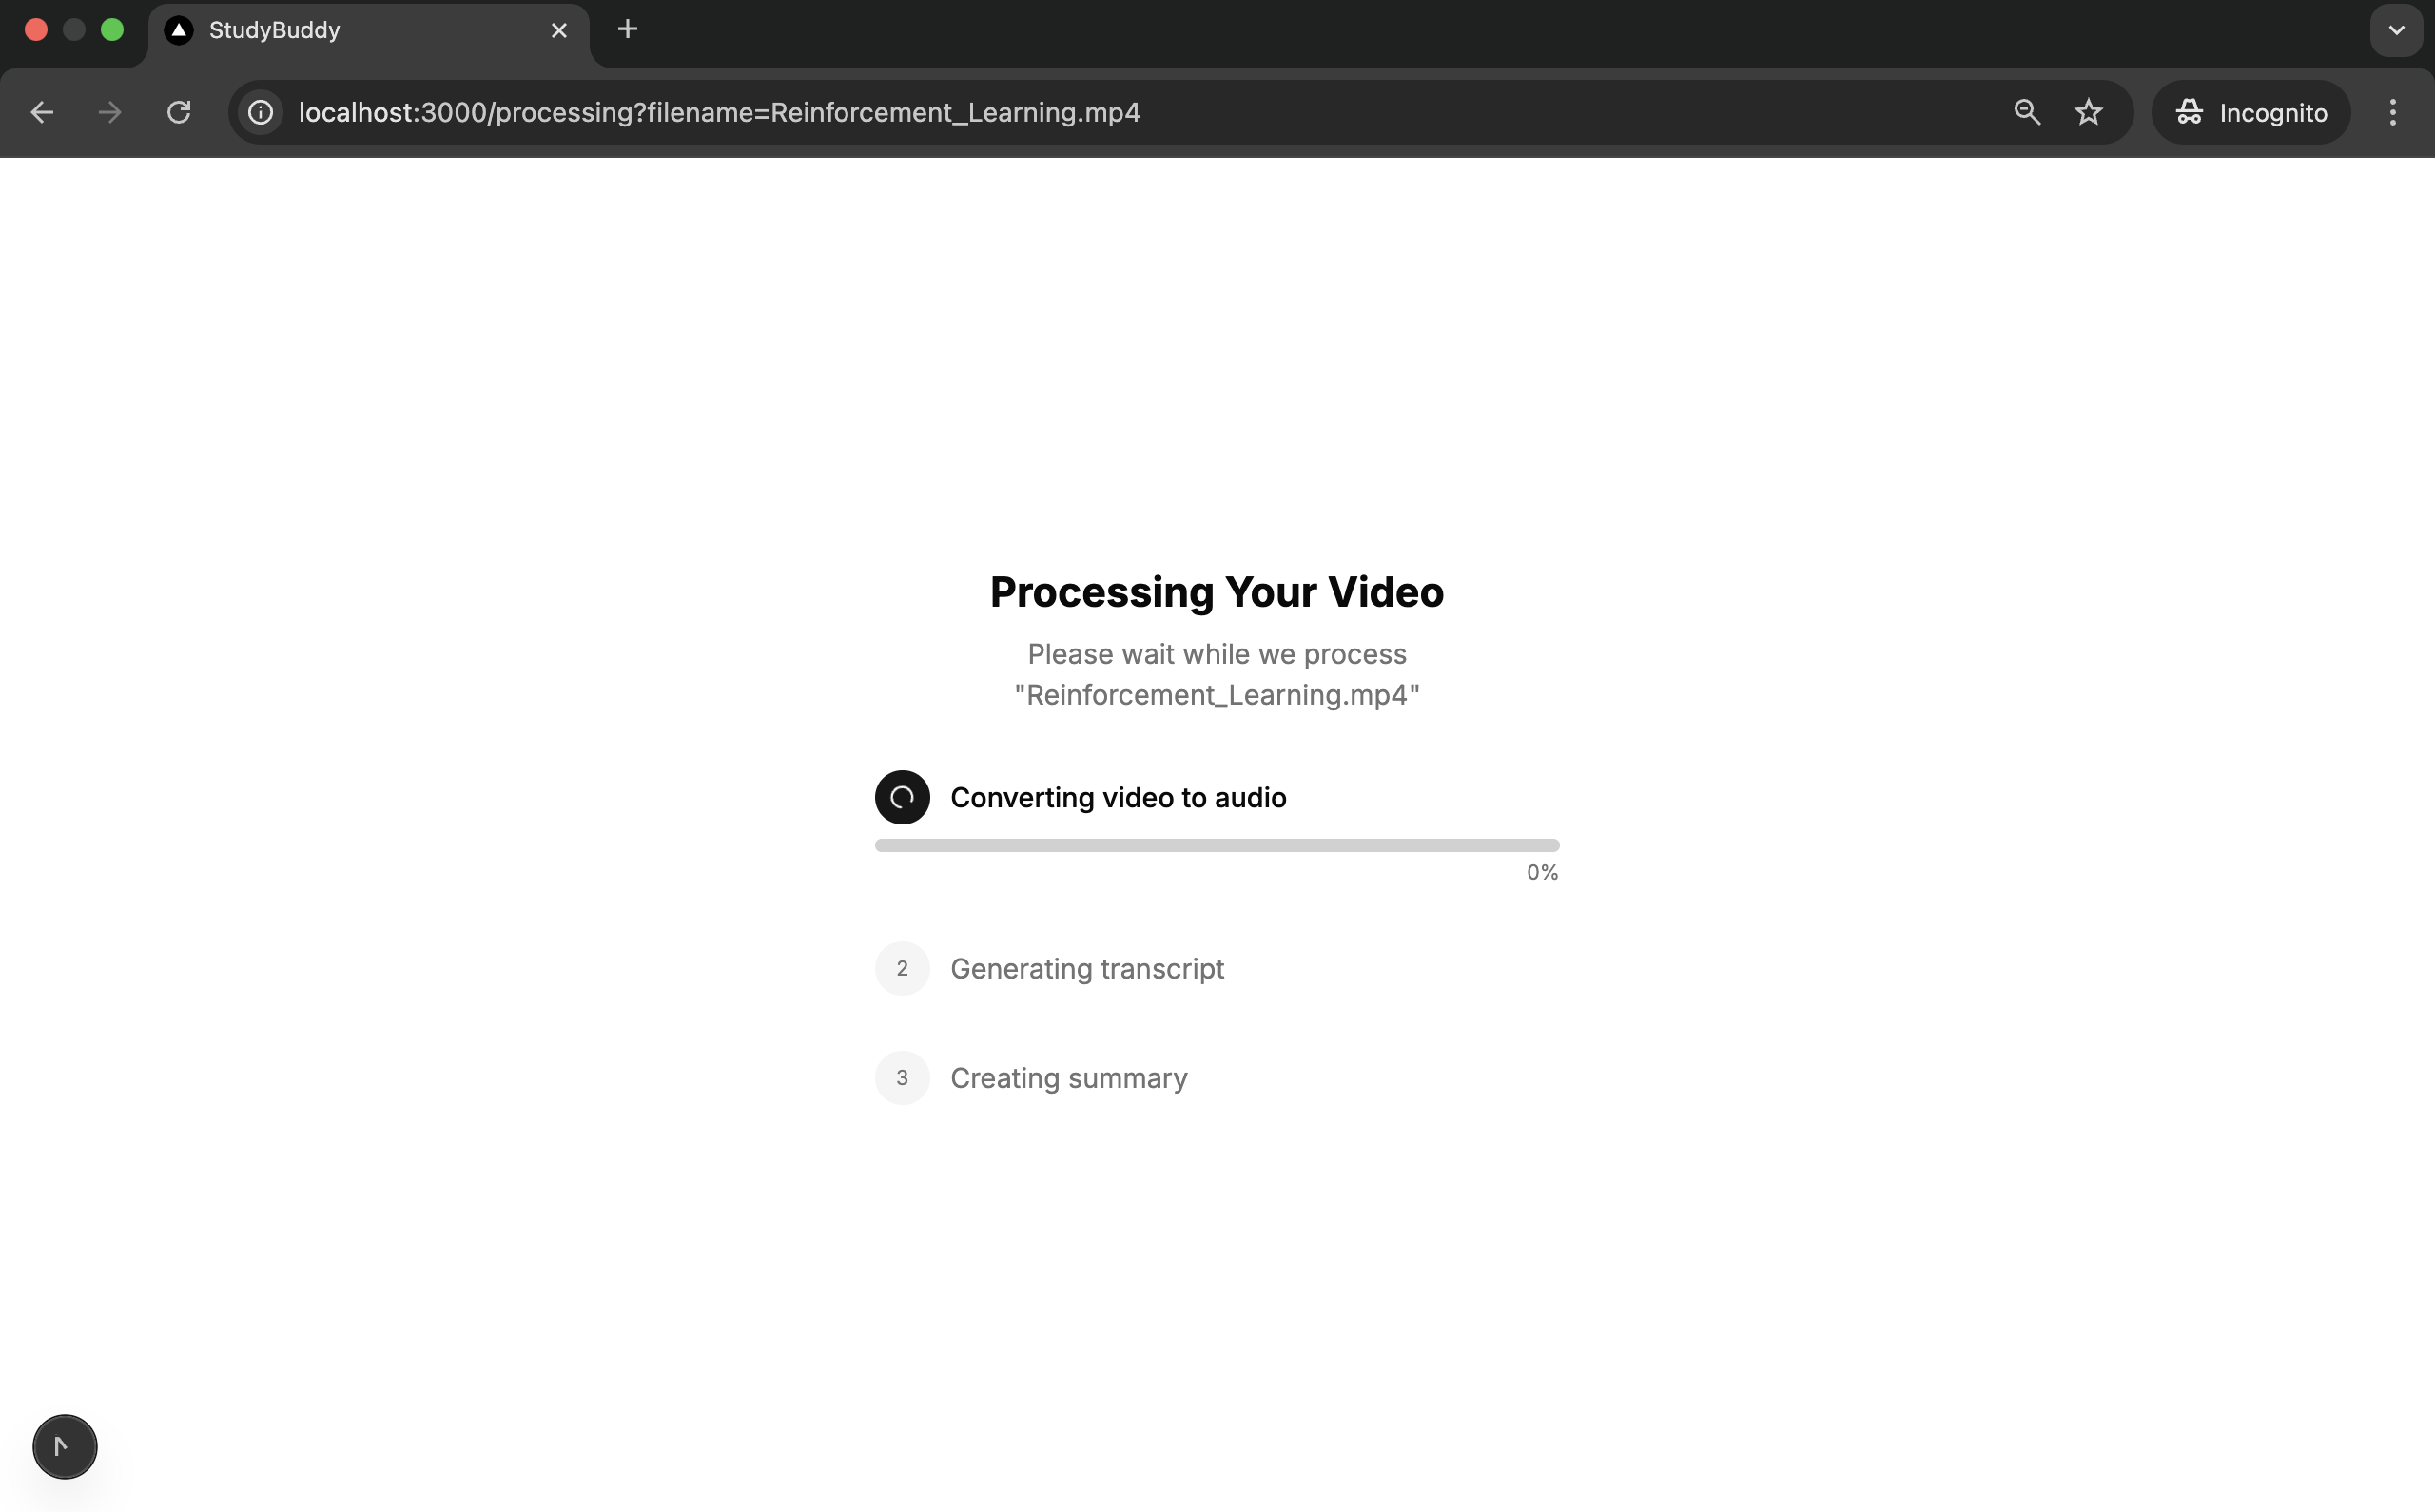 StudyBuddy
localhost:3000/processing?filename=Reinforcement_Learning.mp4
Incognito
Processing Your Video
Please wait while we process
"Reinforcement_Learning.mp4"
Converting video to audio
0%
2 Generating transcript
3 Creating summary